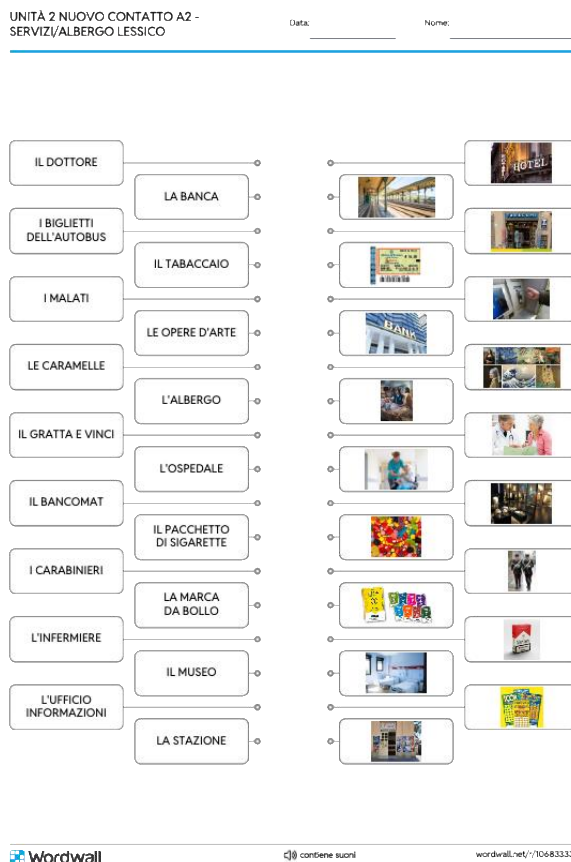 UNITÀ 2 NUOVO CONTATTO A2 -
SERVIZI/ALBERGO LESSICO
Data:
Nome:
IL DOTTORE
LA BANCA
I BIGLIETTI
DELL'AUTOBUS
IL TABACCAIO
I MALATI
LE OPERE D'ARTE
LE CARAMELLE
L'ALBERGO
IL GRATTA E VINCI
L'OSPEDALE
IL BANCOMAT
IL PACCHETTO
DI SIGARETTE
I CARABINIERI
LA MARCA
DA BOLLO
L'INFERMIERE
IL MUSEO
L'UFFICIO
INFORMAZIONI
LA STAZIONE
HOTEL
BANK
Wordwall
contiene suoni